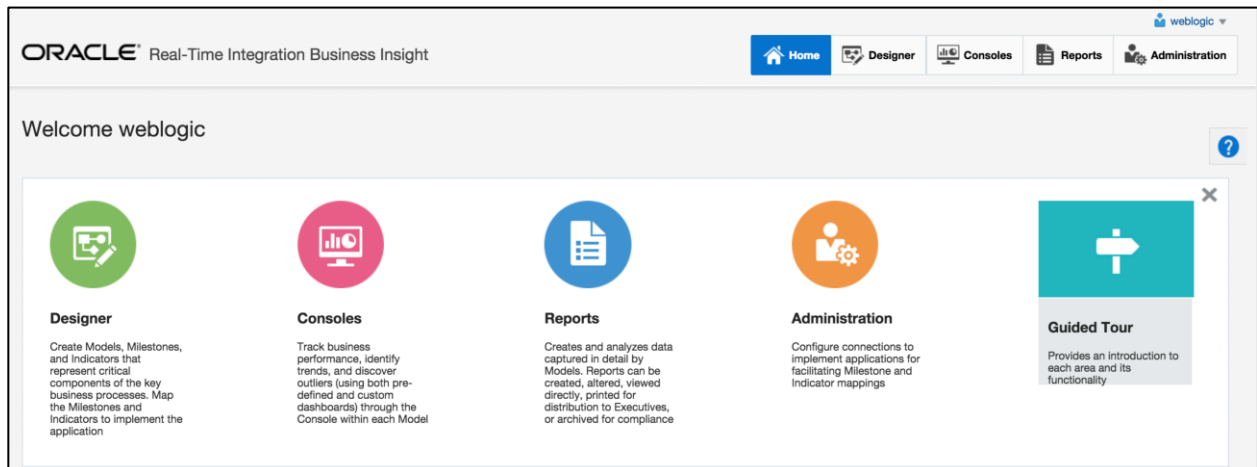 weblogic
ORACLE® Real-Time Integration Business Insight
Home
Designer
Consoles
Reports
Administration
Welcome weblogic
?
Designer
Create Models, Milestones,
and Indicators that
represent critical
components of the key
business processes. Map
the Milestones and
Indicators to implement the
application
Consoles
Track business
performance, identify
trends, and discover
outliers (using both pre-
defined and custom
dashboards) through the
Console within each Model
Reports
Creates and analyzes data
captured in detail by
Models. Reports can be
created, altered, viewed
directly, printed for
distribution to Executives,
or archived for compliance
Administration
Configure connections to
implement applications for
facilitating Milestone and
Indicator mappings
Guided Tour
Provides an introduction to
each area and its
functionality